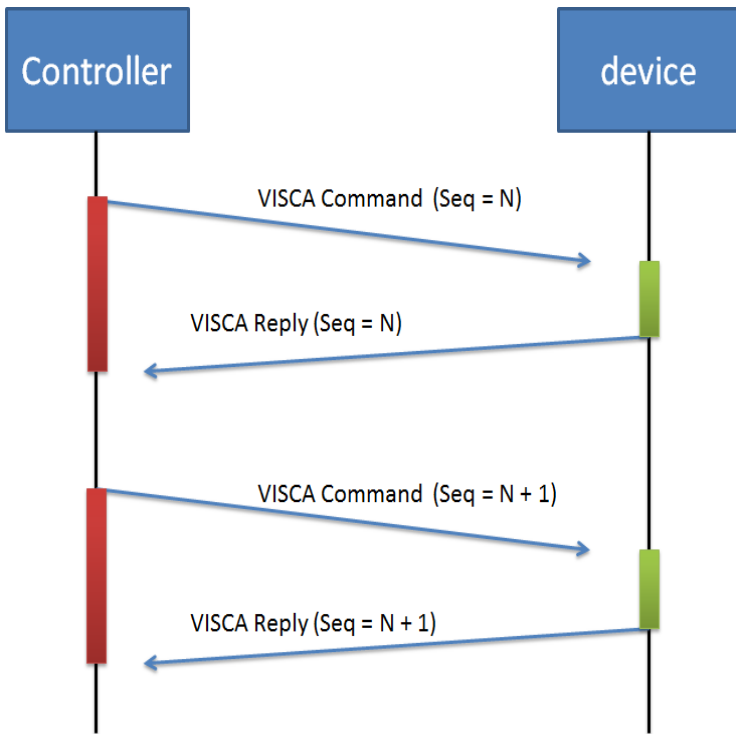 Controller
device
VISCA Command (Seq = N)
VISCA Reply (Seq = N)
VISCA Command (Seq = N + 1)
VISCA Reply (Seq = N + 1)